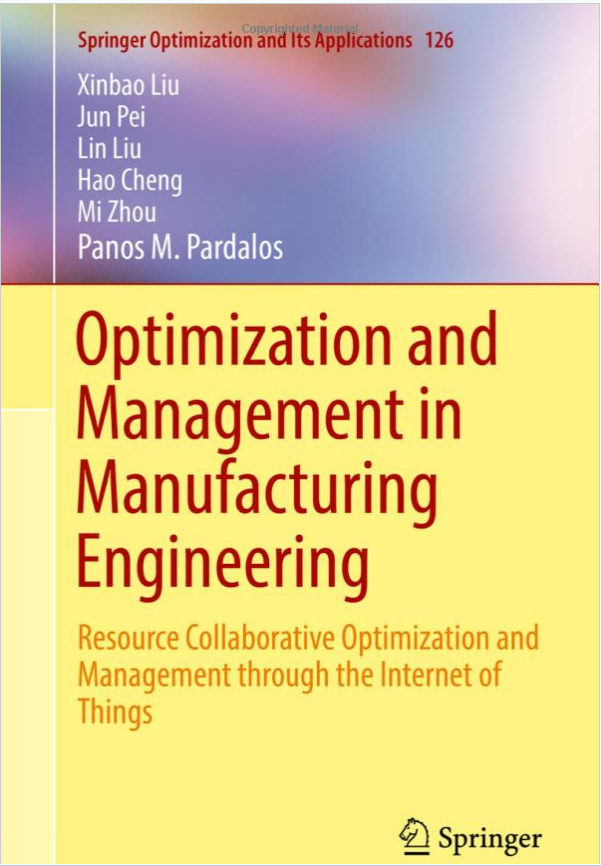 Copyrighted Material
Springer Optimization and Its Applications 126
Xinbao Liu
Jun Pei
Lin Liu
Hao Cheng
Mi Zhou
Panos M. Pardalos
Optimization and
Management in
Manufacturing
Engineering
Resource Collaborative Optimization and
Management through the Internet of
Things
Springer